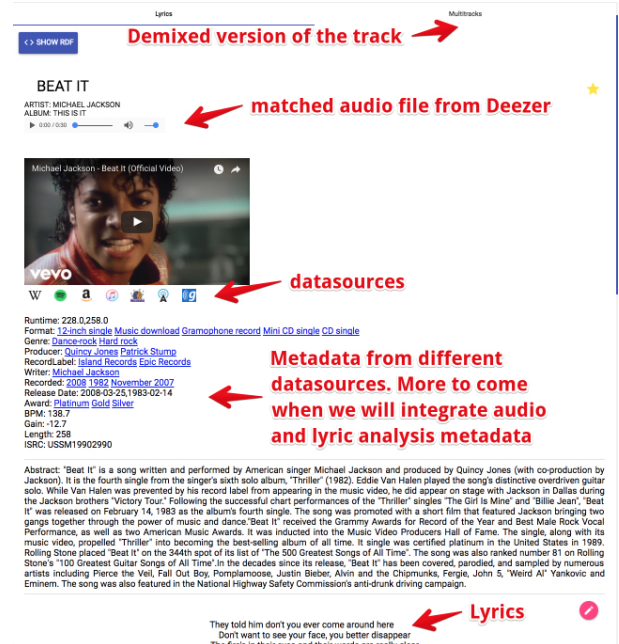 Lyrics
Multitracks
<> SHOW RDF
Demixed version of the track
BEAT IT
ARTIST: MICHAEL JACKSON
ALBUM: THIS IS IT
matched audio file from Deezer
0:00 / 0:30
Michael Jackson - Beat It (Official Video)
vevo
datasources
Runtime: 228.0,258.0
Format: 12-inch single Music download Gramophone record Mini CD single CD single
Genre: Dance-rock Hard rock
Producer: Quincy Jones Patrick Stump
RecordLabel: Island Records Epic Records
Writer: Michael Jackson
Recorded: 2008 1982 November 2007
Release Date: 2008-03-25,1983-02-14
Award: Platinum Gold Silver
BPM: 138.7
Gain: -12.7
Length: 258
ISRC: USSM19902990
Metadata from different
datasources. More to come
when we will integrate audio
and lyric analysis metadata
Abstract: "Beat It" is a song written and performed by American singer Michael Jackson and produced by Quincy Jones (with co-production by
Jackson). It is the fourth single from the singer's sixth solo album, "Thriller" (1982). Eddie Van Halen played the song's distinctive overdriven guitar
solo. While Van Halen was prevented by his record label from appearing in the music video, he did appear on stage with Jackson in Dallas during
the Jackson brothers "Victory Tour." Following the successful chart performances of the "Thriller" singles "The Girl Is Mine" and "Billie Jean", "Beat
It" was released on February 14, 1983 as the album's fourth single. The song was promoted with a short film that featured Jackson bringing two
gangs together through the power of music and dance."Beat It" received the Grammy Awards for Record of the Year and Best Male Rock Vocal
Performance, as well as two American Music Awards. It was inducted into the Music Video Producers Hall of Fame. The single, along with its
music video, propelled "Thriller" into becoming the best-selling album of all time. It single was certified platinum in the United States in 1989.
Rolling Stone placed "Beat It" on the 344th spot of its list of "The 500 Greatest Songs of All Time". The song was also ranked number 81 on Rolling
Stone's "100 Greatest Guitar Songs of All Time".In the decades since its release, "Beat It" has been covered, parodied, and sampled by numerous
artists including Pierce the Veil, Fall Out Boy, Pomplamoose, Justin Bieber, Alvin and the Chipmunks, Fergie, John 5, "Weird Al" Yankovic and
Eminem. The song was also featured in the National Highway Safety Commission's anti-drunk driving campaign.
Lyrics
They told him don't you ever come around here
Don't want to see your face, you better disappear